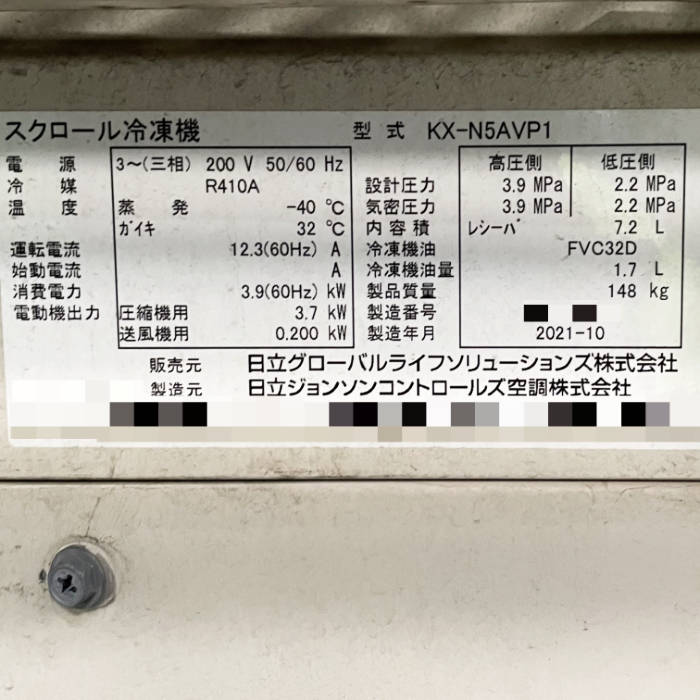 スクロール冷凍機 型式 KX-N5AVP1
電源 3～(三相) 200 V 50/60 Hz
冷媒 R410A
温度 蒸発 -40 ℃
ガイキ 32 ℃
運転電流 12.3(60Hz) A
始動電流 A
消費電力 3.9(60Hz) kW
電動機出力 圧縮機用 3.7 kW
送風機用 0.200 kW
高圧側 低圧側
設計圧力 3.9 MPa 2.2 MPa
気密圧力 3.9 MPa 2.2 MPa
内容積 レシーバ 7.2 L
冷凍機油 FVC32D
冷凍機油量 1.7 L
製品質量 148 kg
製造番号
製造年月 2021-10
販売元 日立グローバルライフソリューションズ株式会社
製造元 日立ジョンソンコントロールズ空調株式会社